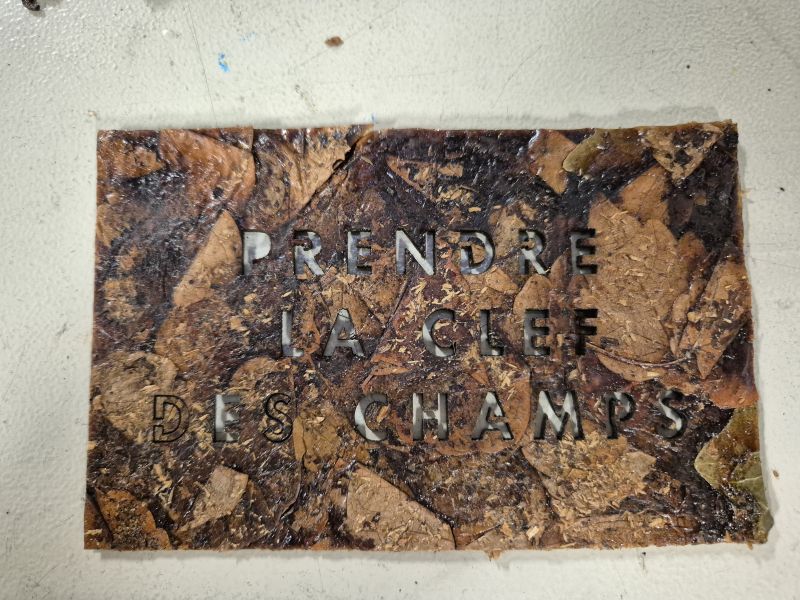 PRENDRE
LA CLEF
DES CHAMPS